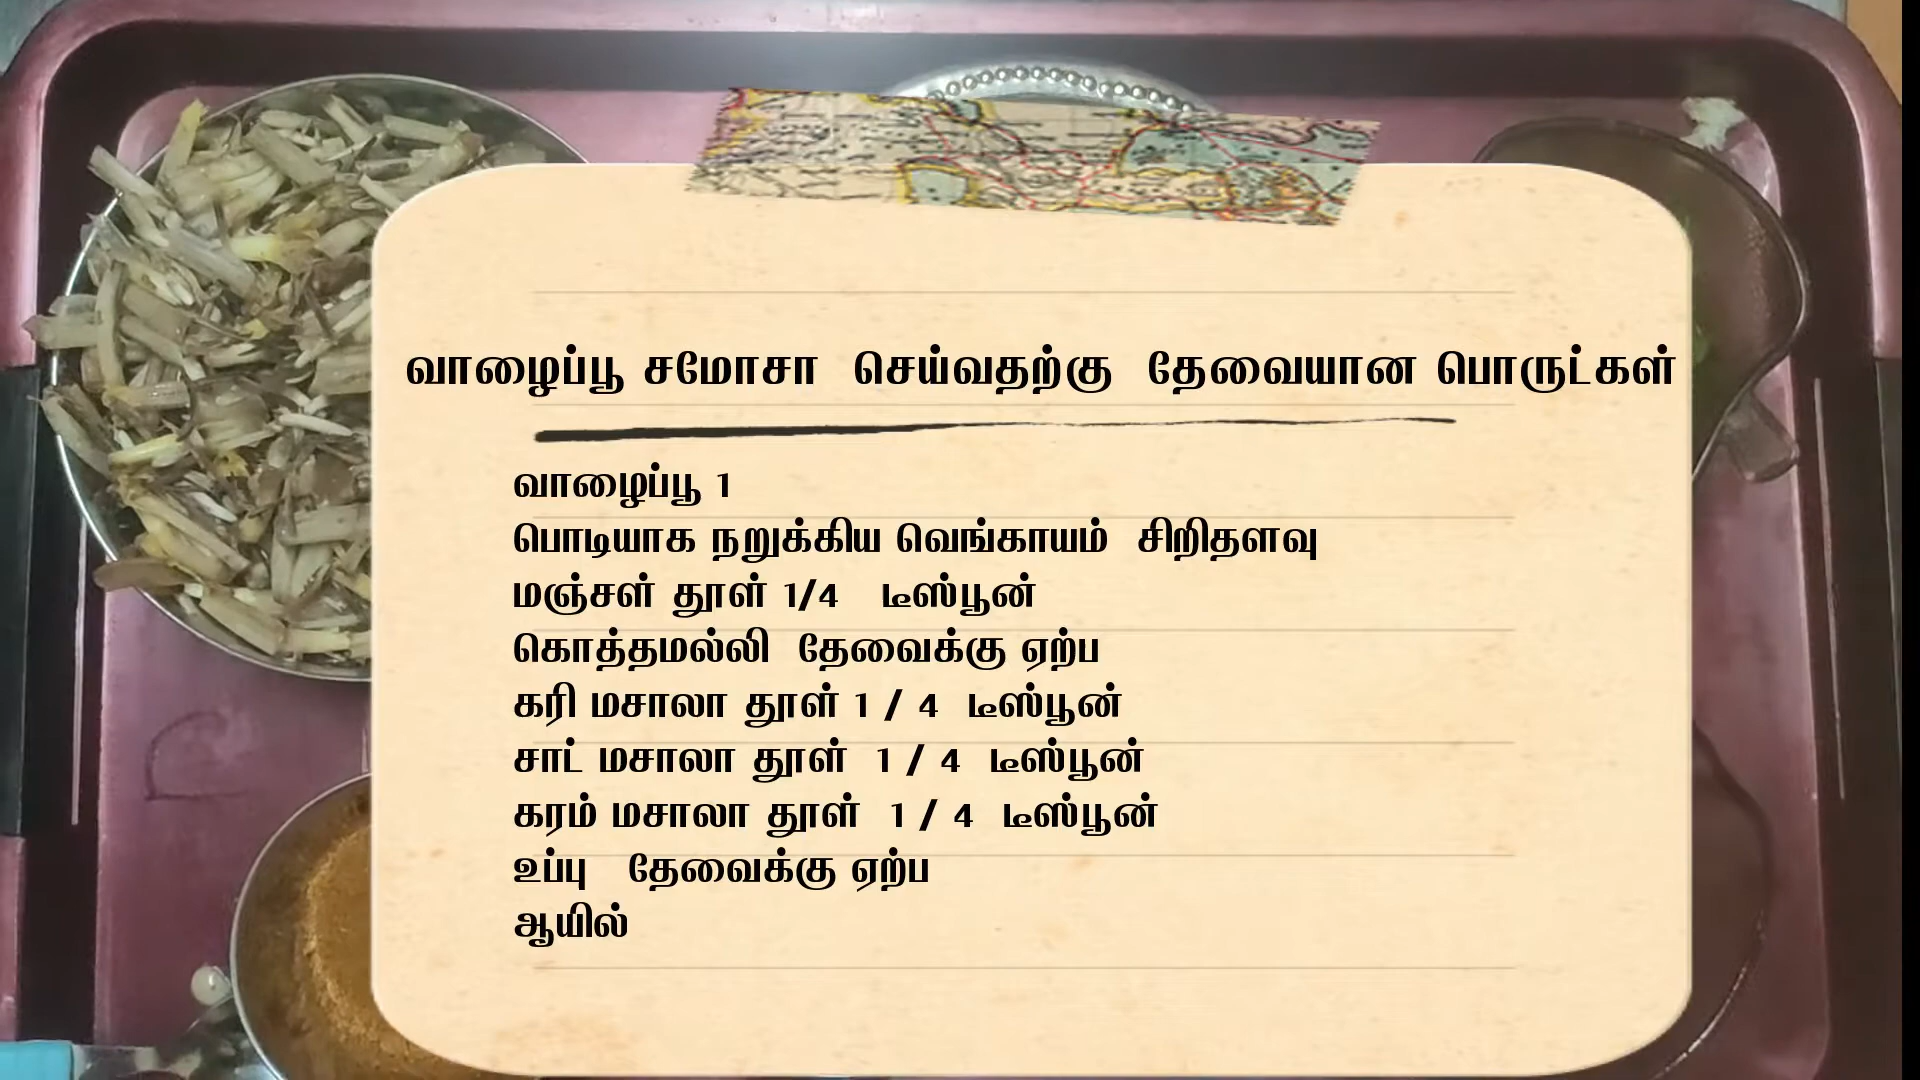 வாழைப்பூ சமோசா செய்வதற்கு தேவையான பொருட்கள்
வாழைப்பூ 1
பொடியாக நறுக்கிய வெங்காயம் சிறிதளவு
மஞ்சள் தூள் 1/4 டீஸ்பூன்
கொத்தமல்லி தேவைக்கு ஏற்ப
கரி மசாலா தூள் 1 / 4 டீஸ்பூன்
சாட் மசாலா தூள் 1 / 4 டீஸ்பூன்
கரம் மசாலா தூள் 1 / 4 டீஸ்பூன்
உப்பு தேவைக்கு ஏற்ப
ஆயில்